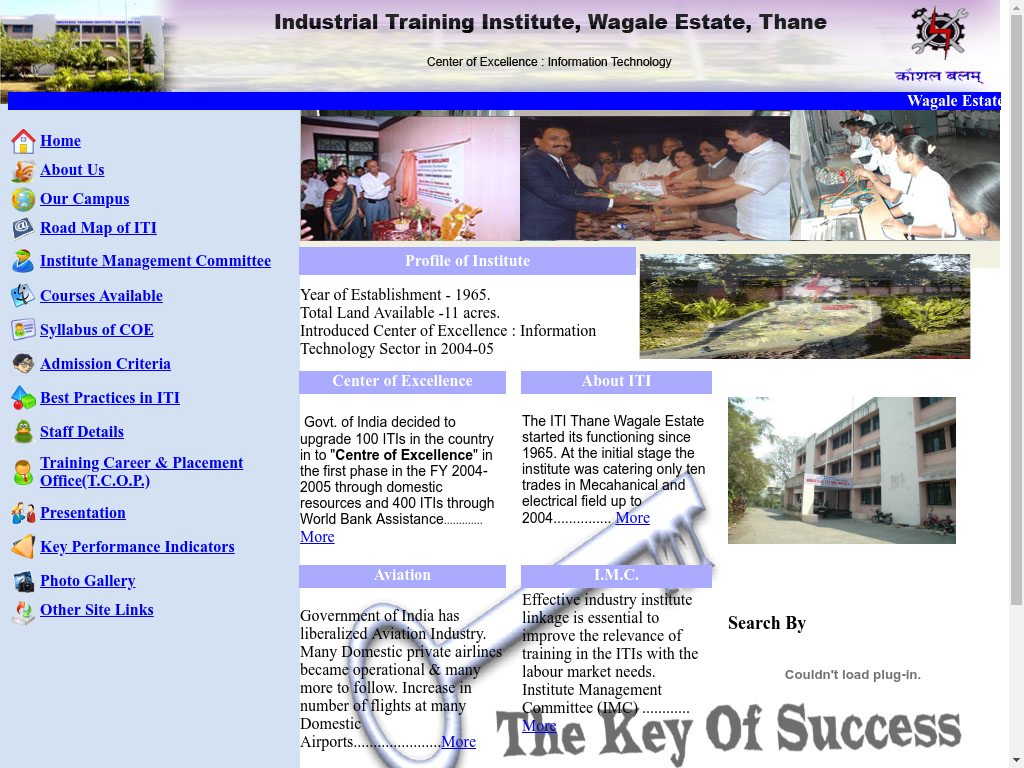 Industrial Training Institute, Wagale Estate, Thane
Center of Excellence : Information Technology
कौशल बलम्
Wagale Estate
Home
About Us
Our Campus
Road Map of ITI
Institute Management Committee
Courses Available
Syllabus of COE
Admission Criteria
Best Practices in ITI
Staff Details
Training Career & Placement
Office(T.C.O.P.)
Presentation
Key Performance Indicators
Photo Gallery
Other Site Links
Profile of Institute
Year of Establishment - 1965.
Total Land Available -11 acres.
Introduced Center of Excellence : Information
Technology Sector in 2004-05
Center of Excellence
Govt. of India decided to
upgrade 100 ITIs in the country
in to "Centre of Excellence" in
the first phase in the FY 2004-
2005 through domestic
resources and 400 ITIs through
World Bank Assistance.............
More
About ITI
The ITI Thane Wagale Estate
started its functioning since
1965. At the initial stage the
institute was catering only ten
trades in Mecahanical and
electrical field up to
2004............... More
Aviation
Government of India has
liberalized Aviation Industry.
Many Domestic private airlines
became operational & many
more to follow. Increase in
number of flights at many
Domestic
Airports......................More
I.M.C.
Effective industry institute
linkage is essential to
improve the relevance of
training in the ITIs with the
labour market needs.
Institute Management
Committee (IMC) ............
More
Search By
Couldn't load plug-in.
The Key Of Success